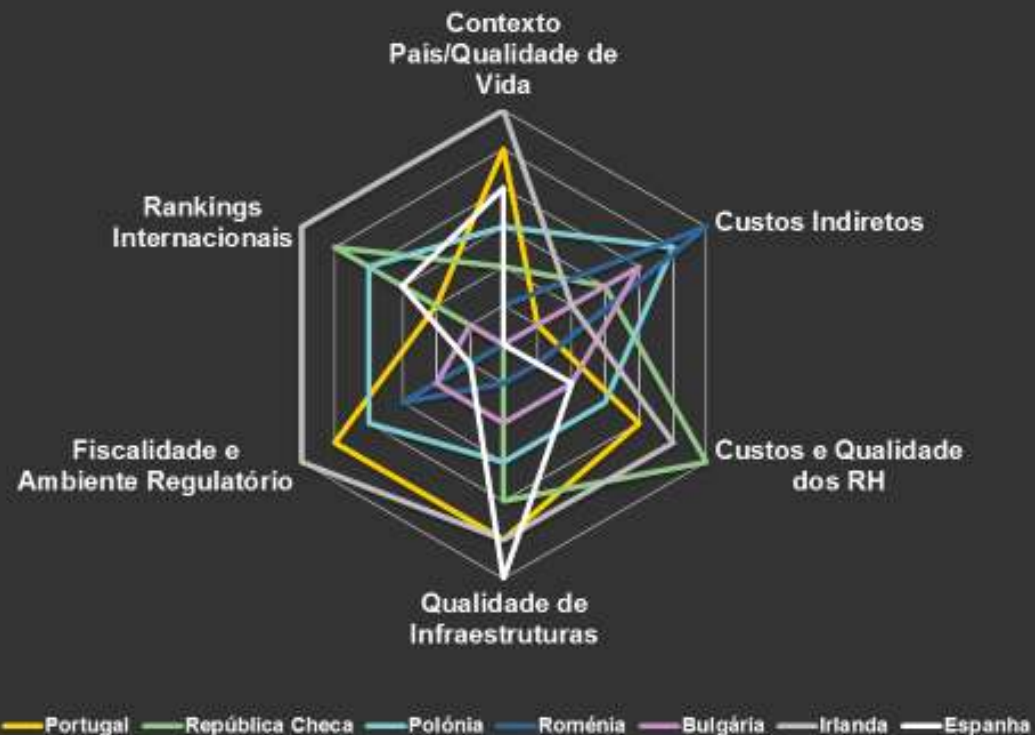 Contexto
País/Qualidade de
Vida
Rankings
Internacionais
Custos Indiretos
Fiscalidade e
Ambiente Regulatório
Custos e Qualidade
dos RH
Qualidade de
Infraestruturas
Portugal República Checa Polónia Roménia Bulgária Irlanda Espanha